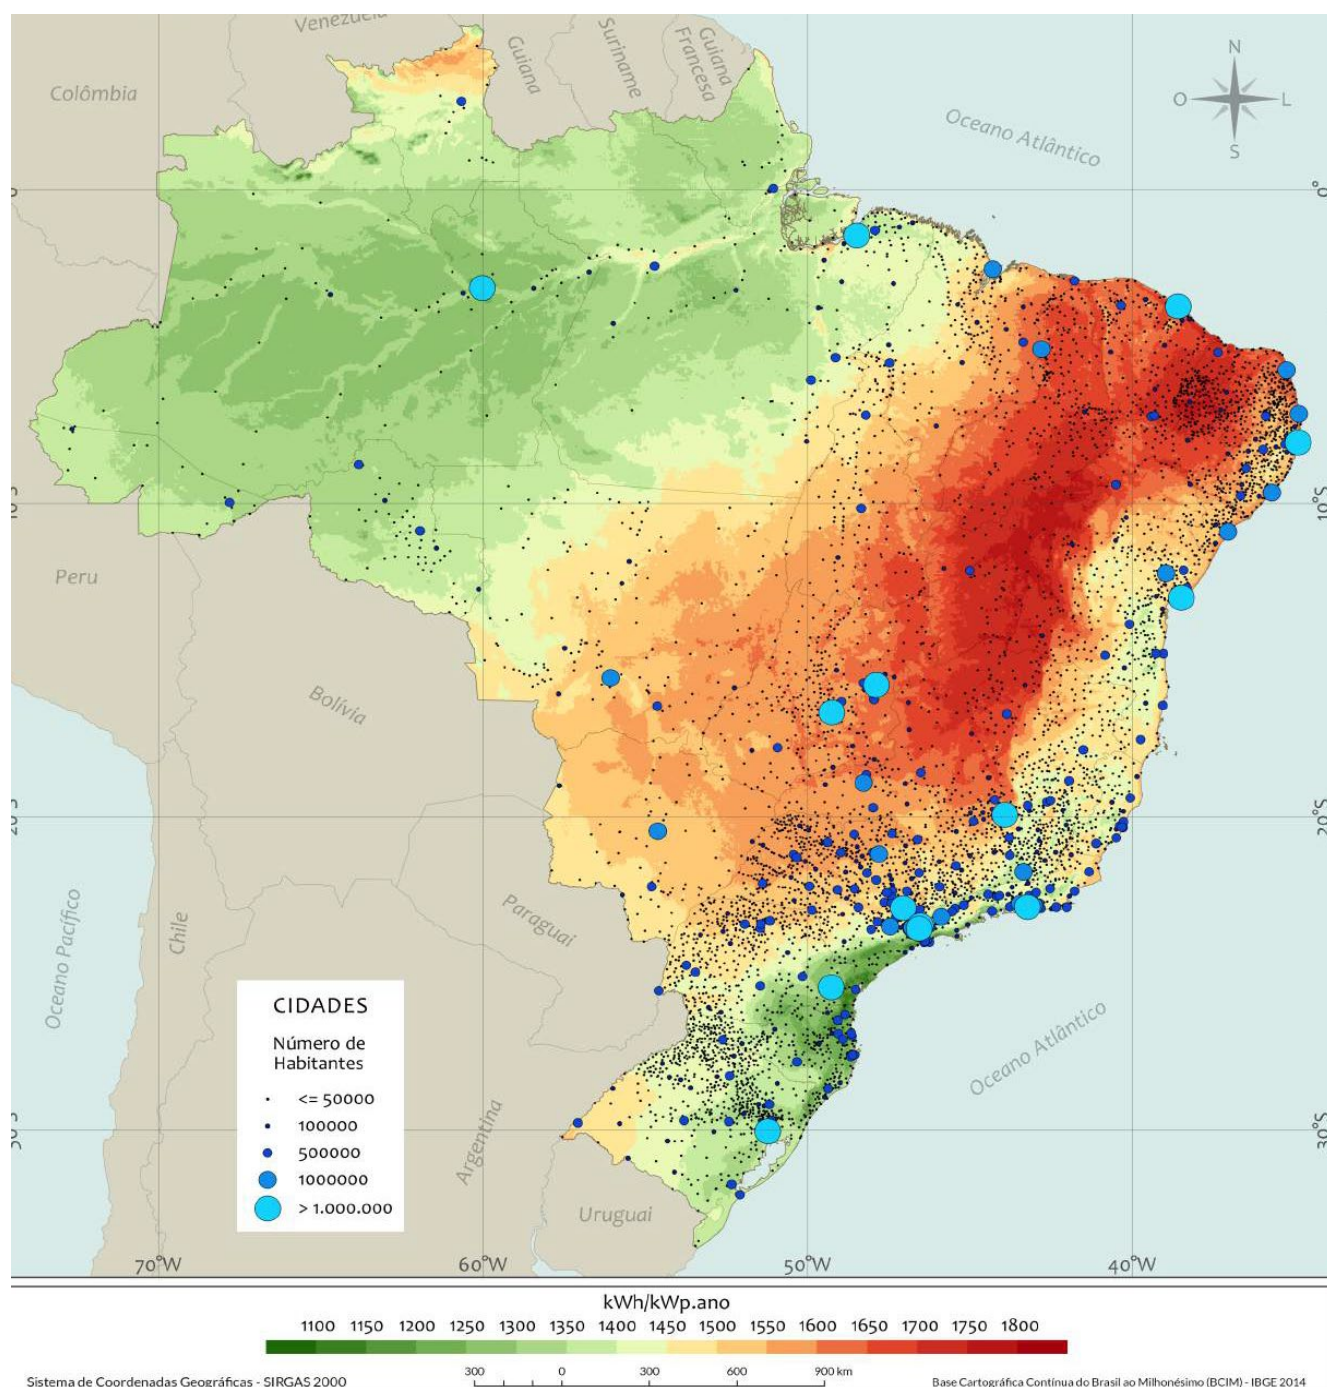 Venezuela
Guiana
Suriname
Guiana
Francesa
Colômbia
N
O
L
S
Oceano Atlântico
0°
Peru
10°S
10°S
Bolívia
20°S
20°S
Oceano Pacífico
Chile
Paraguai
Oceano Atlântico
Argentina
30°S
Uruguai
CIDADES
Número de
Habitantes
<= 50000
100000
500000
1000000
> 1.000.000
70°W
60°W
50°W
40°W
kWh/kWp.ano
1100 1150 1200 1250 1300 1350 1400 1450 1500 1550 1600 1650 1700 1750 1800
300 0 300 600 900 km
Sistema de Coordenadas Geográficas - SIRGAS 2000
Base Cartográfica Contínua do Brasil ao Milhonésimo (BCIM) - IBGE 2014